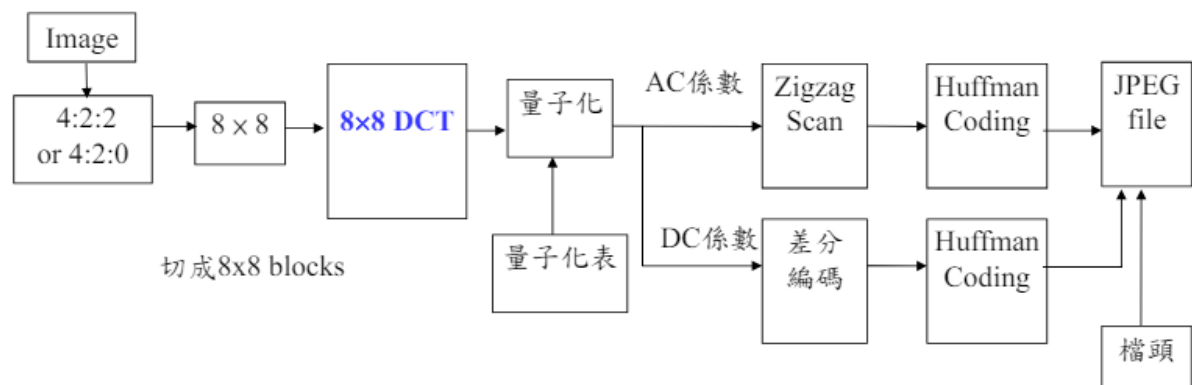 Image
4:2:2
or 4:2:0
8 × 8
8×8 DCT
量子化
AC係數
Zigzag
Scan
Huffman
Coding
JPEG
file
切成8x8 blocks
量子化表
DC係數
差分
編碼
Huffman
Coding
檔頭